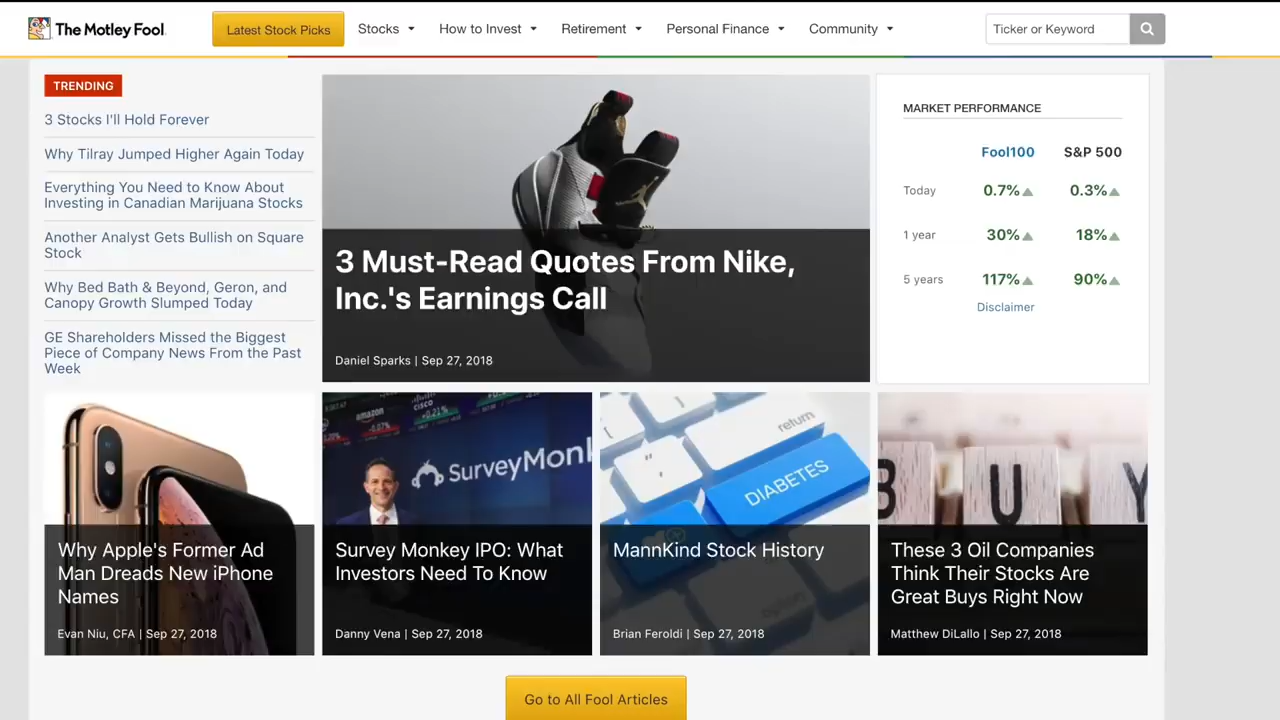 The Motley Fool
Latest Stock Picks
Stocks
How to Invest
Retirement
Personal Finance
Community
Ticker or Keyword
TRENDING
3 Stocks I'll Hold Forever
Why Tilray Jumped Higher Again Today
Everything You Need to Know About
Investing in Canadian Marijuana Stocks
Another Analyst Gets Bullish on Square
Stock
Why Bed Bath & Beyond, Geron, and
Canopy Growth Slumped Today
GE Shareholders Missed the Biggest
Piece of Company News From the Past
Week
3 Must-Read Quotes From Nike,
Inc.'s Earnings Call
Daniel Sparks | Sep 27, 2018
MARKET PERFORMANCE
Fool100 S&P 500
Today 0.7% 0.3%
1 year 30% 18%
5 years 117% 90%
Disclaimer
Why Apple's Former Ad
Man Dreads New iPhone
Names
Evan Niu, CFA | Sep 27, 2018
amazon
cisco
+0.21%
SurveyMonk
Survey Monkey IPO: What
Investors Need To Know
Danny Vena | Sep 27, 2018
return
DIABETES
MannKind Stock History
Brian Feroldi | Sep 27, 2018
BUY
These 3 Oil Companies
Think Their Stocks Are
Great Buys Right Now
Matthew DiLallo | Sep 27, 2018
Go to All Fool Articles